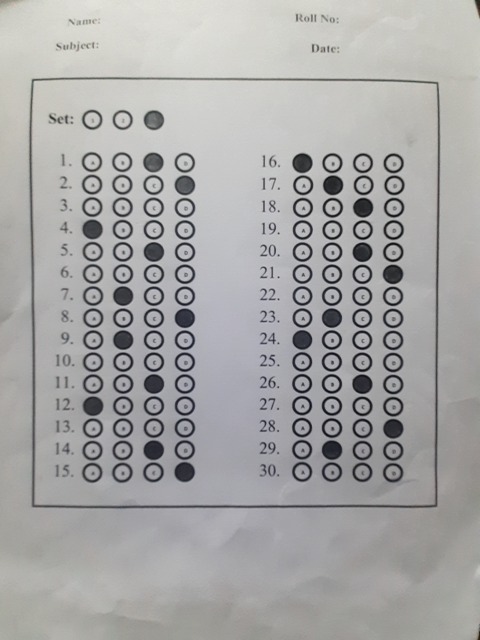 Name:
Roll No:
Subject:
Date:
Set: 1 2
1. A B D
2. A B C
3. A B C D
4. B C D
5. A B D
6. A B C D
7. A C D
8. A B C
9. A C D
10. A B C D
11. A B D
12. B C D
13. A B C D
14. A B D
15. A B C
16. B C D
17. A C D
18. A B D
19. A B C D
20. A B D
21. A B C
22. A B C D
23. A C D
24. B C D
25. A B C D
26. A B D
27. A B C D
28. A B C
29. A C D
30. A B C D